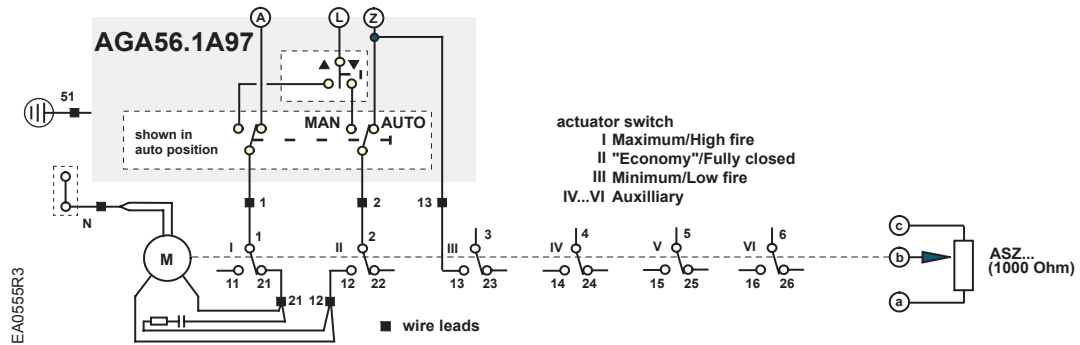 A L Z
AGA56.1A97
51
MAN AUTO
shown in
auto position
actuator switch
I Maximum/High fire
II "Economy"/Fully closed
III Minimum/Low fire
IV...VI Auxilliary
1 2 13
N
1 2 3 4 5 6
I II III IV V VI
c
M
b
ASZ...
(1000 Ohm)
11 21 12 22 13 23 14 24 15 25 16 26
21 12
a
wire leads
EA0555R3